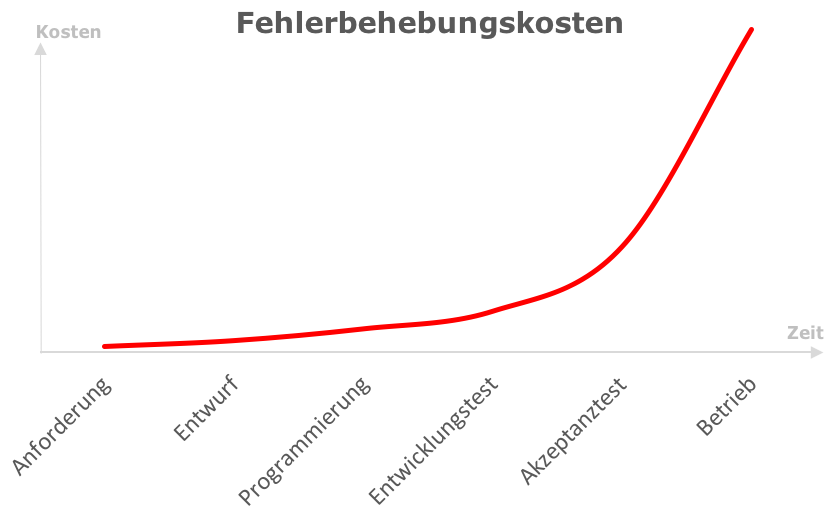 Fehlerbehebungskosten
Kosten
Zeit
Anforderung
Entwurf
Programmierung
Entwicklungstest
Akzeptanztest
Betrieb